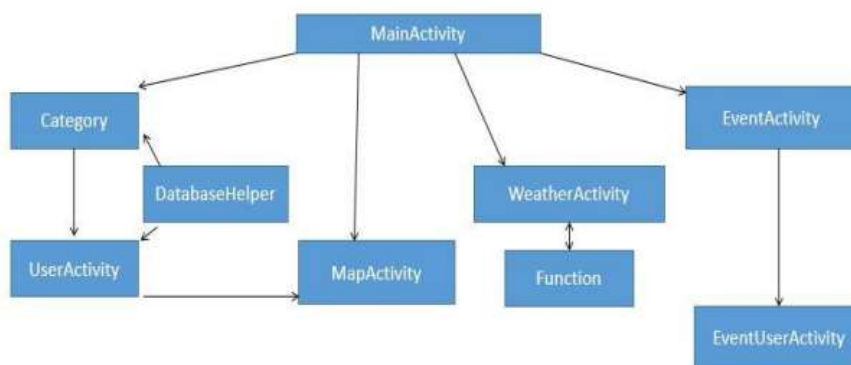 MainActivity
Category
EventActivity
DatabaseHelper
WeatherActivity
UserActivity
MapActivity
Function
EventUserActivity